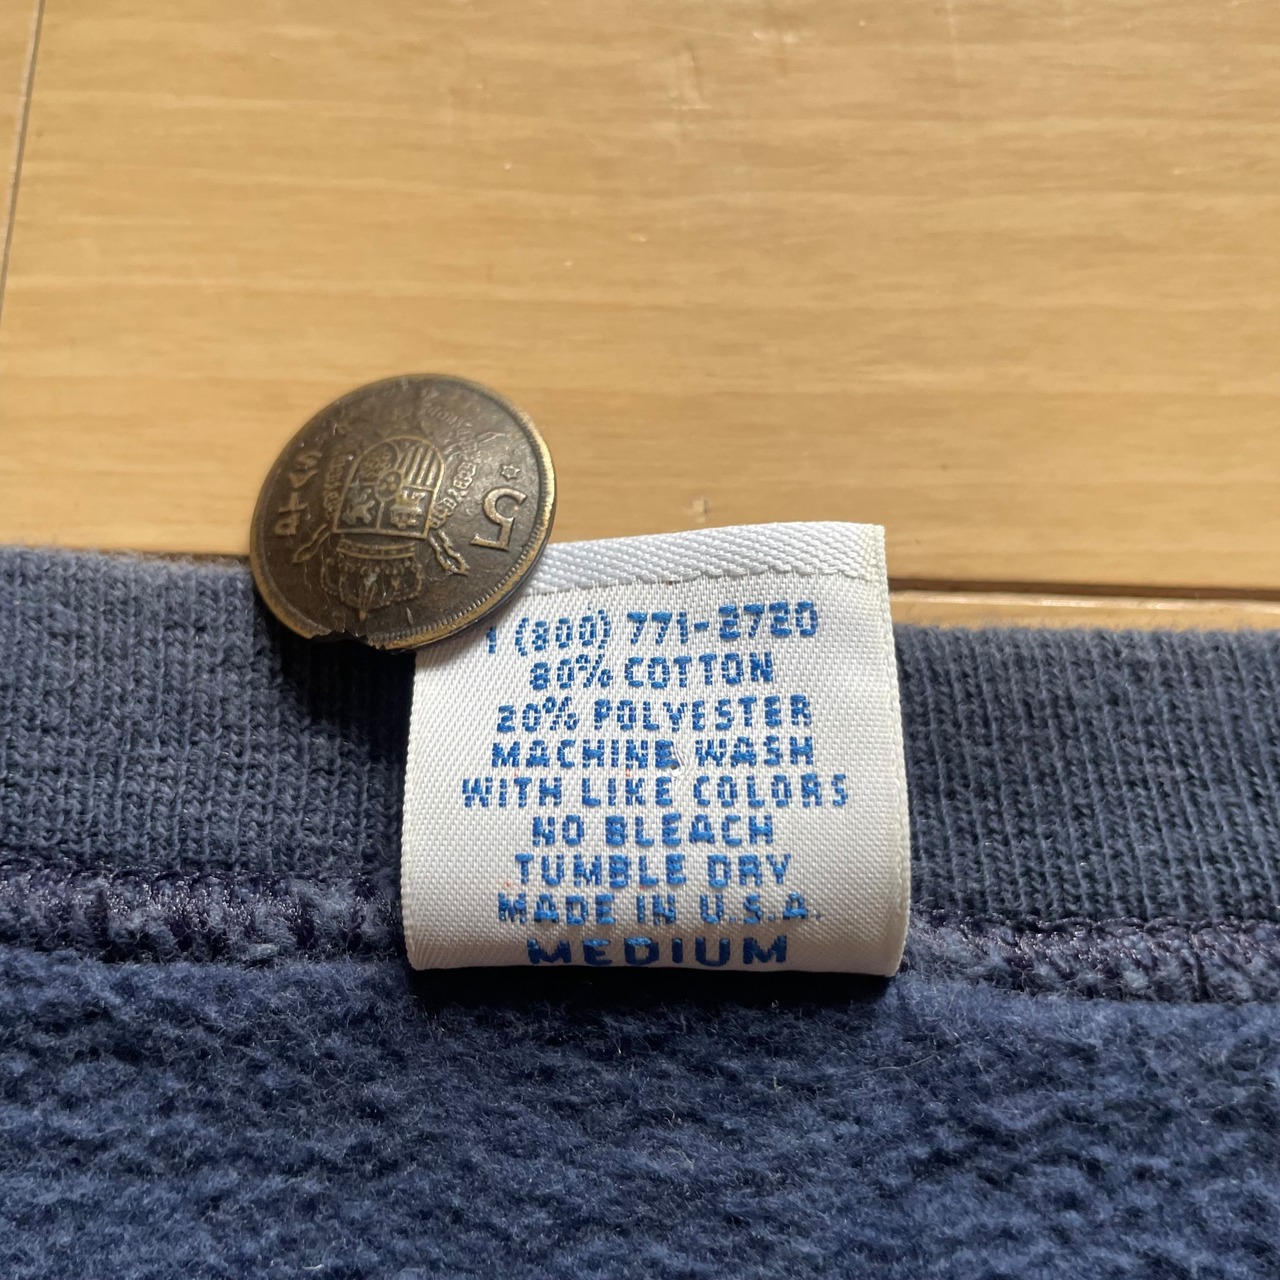 5
1 (800) 771-2720
80% COTTON
20% POLYESTER
MACHINE WASH
WITH LIKE COLORS
NO BLEACH
TUMBLE DRY
MADE IN U.S.A.
MEDIUM